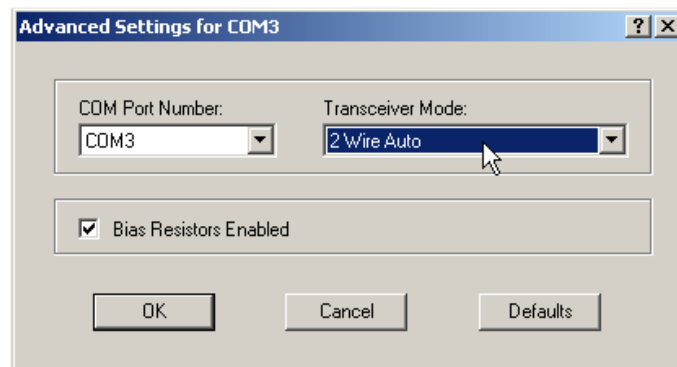 Advanced Settings for COM3
COM Port Number: Transceiver Mode:
COM3 2 Wire Auto
Bias Resistors Enabled
OK Cancel Defaults